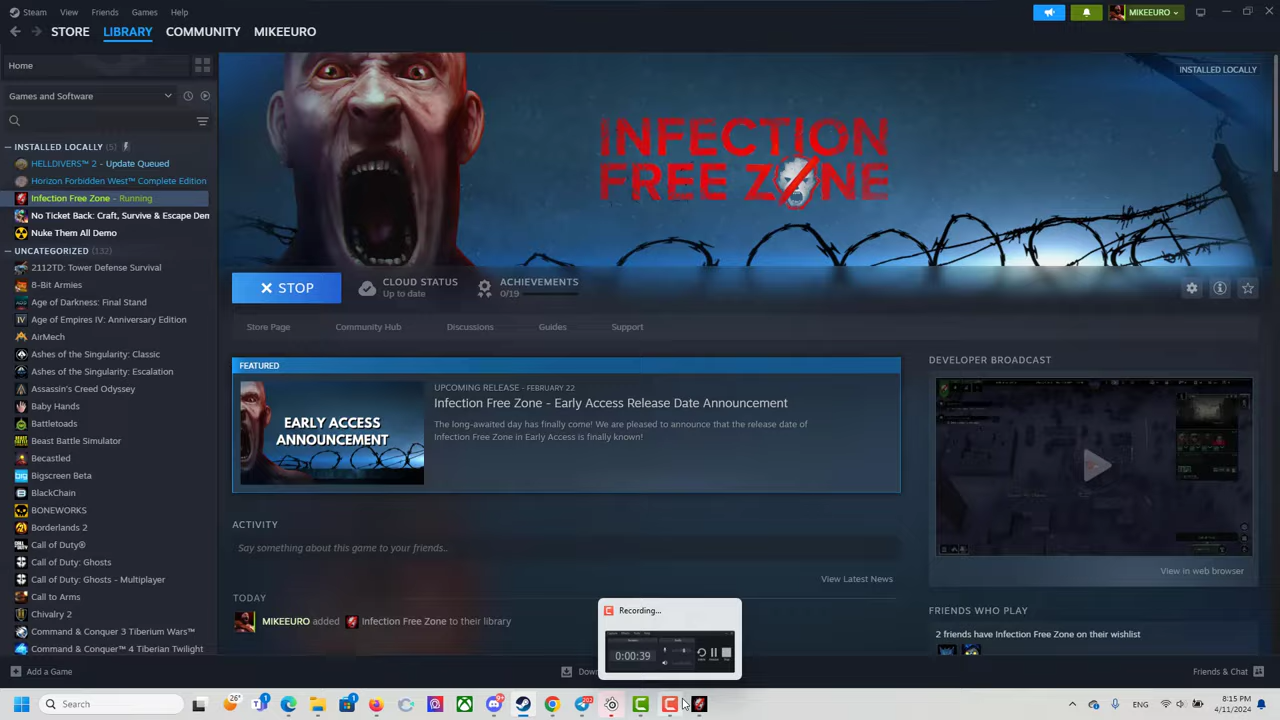 Steam View Friends Games Help
MIKEEURO
STORE LIBRARY COMMUNITY MIKEEURO
Home
INSTALLED LOCALLY
Games and Software
INSTALLED LOCALLY (5)
HELLDIVERS™ 2 - Update Queued
Horizon Forbidden West™ Complete Edition
Infection Free Zone - Running
No Ticket Back: Craft, Survive & Escape Dem
Nuke Them All Demo
UNCATEGORIZED (132)
2112TD: Tower Defense Survival
8-Bit Armies
Age of Darkness: Final Stand
Age of Empires IV: Anniversary Edition
AirMech
Ashes of the Singularity: Classic
Ashes of the Singularity: Escalation
Assassin's Creed Odyssey
Baby Hands
Battletoads
Beast Battle Simulator
Becastled
Bigscreen Beta
BlackChain
BONEWORKS
Borderlands 2
Call of Duty®
Call of Duty: Ghosts
Call of Duty: Ghosts - Multiplayer
Call to Arms
Chivalry 2
Command & Conquer 3 Tiberium Wars™
Command & Conquer™ 4 Tiberian Twilight
INFECTION
FREE ZONE
STOP
CLOUD STATUS
Up to date
ACHIEVEMENTS
0/19
Store Page Community Hub Discussions Guides Support
FEATURED
EARLY ACCESS
ANNOUNCEMENT
UPCOMING RELEASE - FEBRUARY 22
Infection Free Zone - Early Access Release Date Announcement
The long-awaited day has finally come! We are pleased to announce that the release date of
Infection Free Zone in Early Access is finally known!
DEVELOPER BROADCAST
View in web browser
ACTIVITY
Say something about this game to your friends..
View Latest News
TODAY
MIKEEURO added Infection Free Zone to their library
FRIENDS WHO PLAY
2 friends have Infection Free Zone on their wishlist
Recording...
0:00:39
Add a Game
Down
Friends & Chat
Search
26°
8:15 PM
4/11/2024